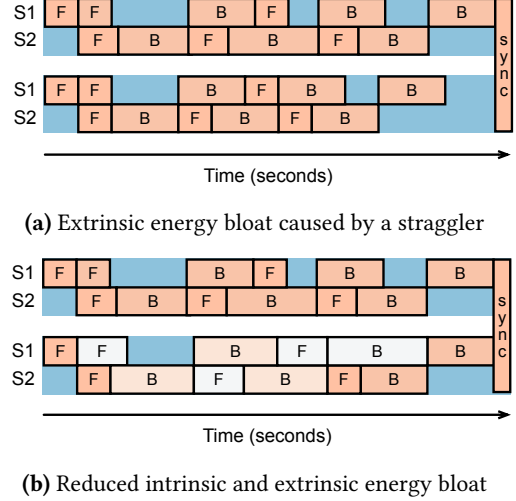 S1 F F B F B B
S2 F B F B F B
S1 F F B F B B
S2 F B F B F B
sync
Time (seconds)
(a) Extrinsic energy bloat caused by a straggler
S1 F F B F B B
S2 F B F B F B
S1 F F B F B B
S2 F B F B F B
sync
Time (seconds)
(b) Reduced intrinsic and extrinsic energy bloat